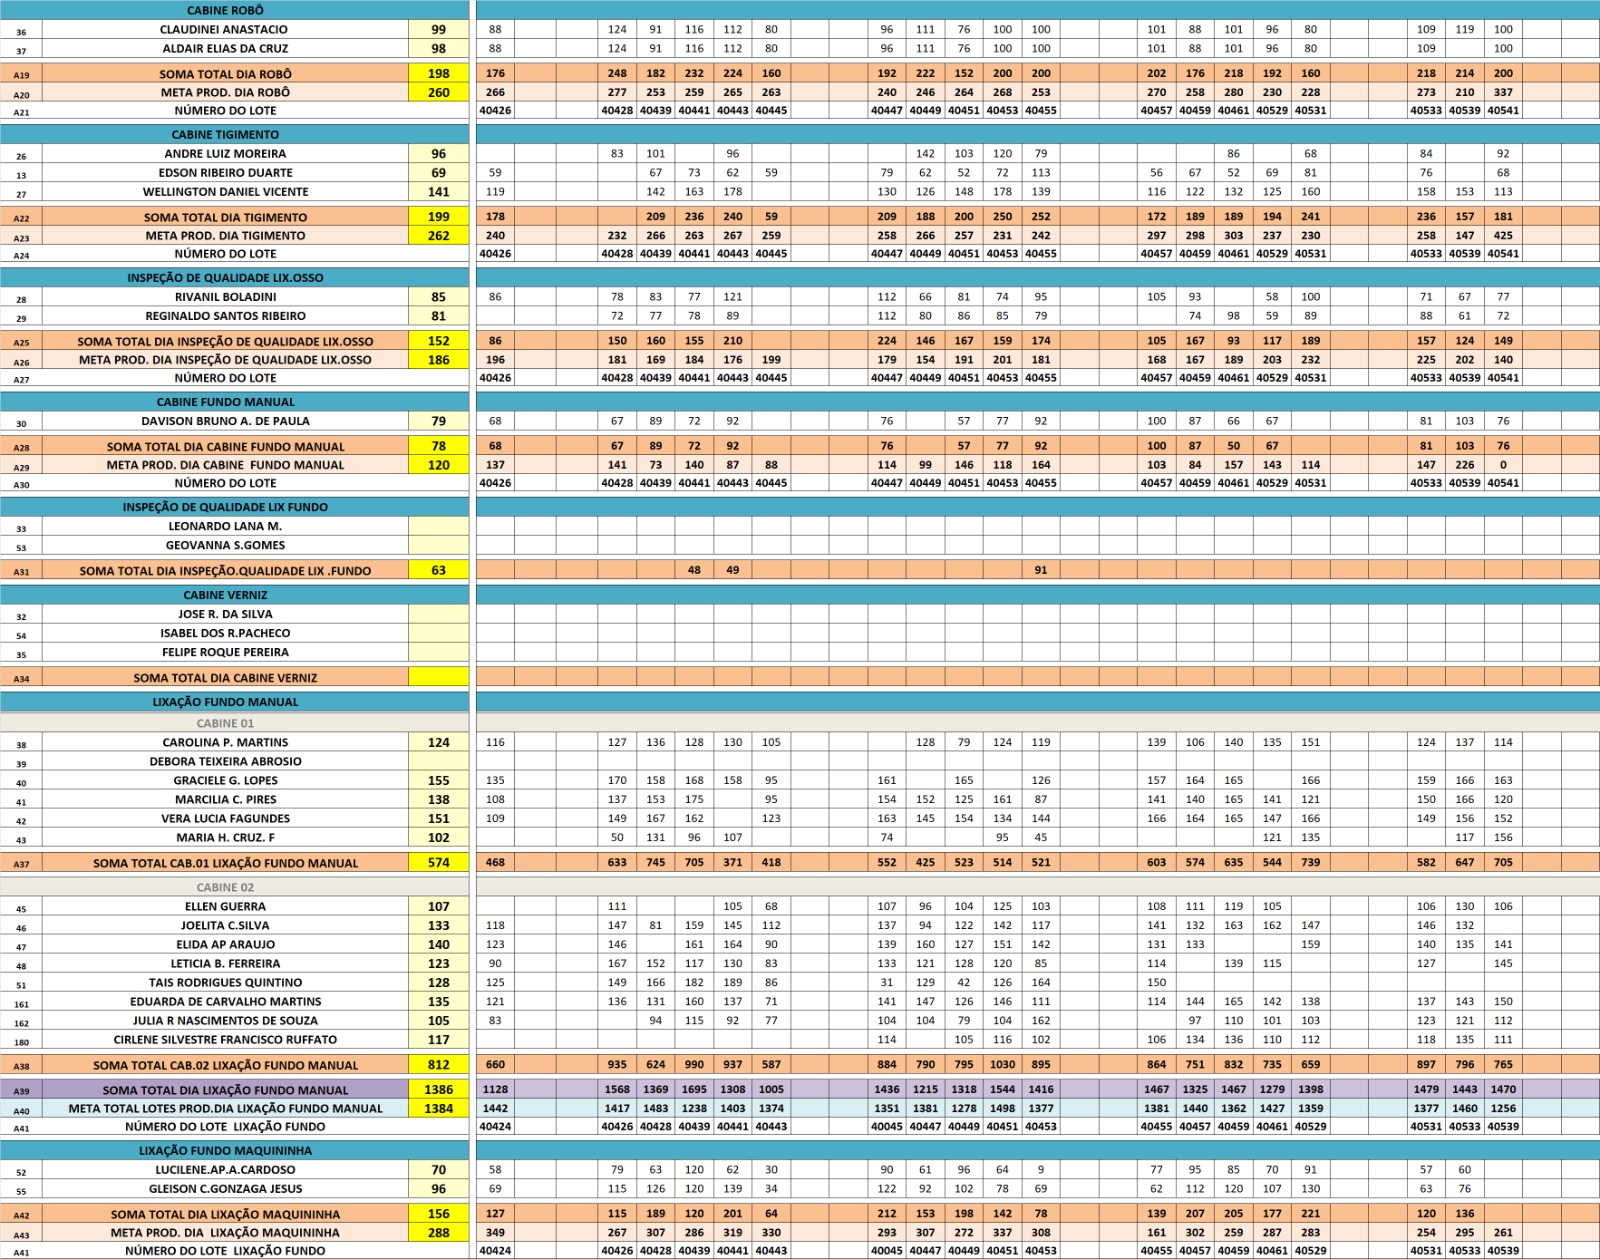 CABINE ROBÔ
36 CLAUDINEI ANASTACIO 99 88 124 91 116 112 80 96 111 76 100 100 101 88 101 96 80 109 119 100
37 ALDAIR ELIAS DA CRUZ 98 88 124 91 116 112 80 96 111 76 100 100 101 88 101 96 80 109 100
A19 SOMA TOTAL DIA ROBÔ 198 176 248 182 232 224 160 192 222 152 200 200 202 176 218 192 160 218 214 200
A20 META PROD. DIA ROBÔ 260 266 277 253 259 265 263 240 246 264 268 253 270 258 280 230 228 273 210 337
A21 NÚMERO DO LOTE 40426 40428 40439 40441 40443 40445 40447 40449 40451 40453 40455 40457 40459 40461 40529 40531 40533 40539 40541
CABINE TIGIMENTO
26 ANDRE LUIZ MOREIRA 96 83 101 96 142 103 120 79 86 68 84 92
13 EDSON RIBEIRO DUARTE 69 59 67 73 62 59 79 62 52 72 113 56 67 52 69 81 76 68
27 WELLINGTON DANIEL VICENTE 141 119 142 163 178 130 126 148 178 139 116 122 132 125 160 158 153 113
A22 SOMA TOTAL DIA TIGIMENTO 199 178 209 236 240 59 209 188 200 250 252 172 189 189 194 241 236 157 181
A23 META PROD. DIA TIGIMENTO 262 240 232 266 263 267 259 258 266 257 231 242 297 298 303 237 230 258 147 425
A24 NÚMERO DO LOTE 40426 40428 40439 40441 40443 40445 40447 40449 40451 40453 40455 40457 40459 40461 40529 40531 40533 40539 40541
INSPEÇÃO DE QUALIDADE LIX.OSSO
28 RIVANIL BOLADINI 85 86 78 83 77 121 112 66 81 74 95 105 93 58 100 71 67 77
29 REGINALDO SANTOS RIBEIRO 81 72 77 78 89 112 80 86 85 79 74 98 59 89 88 61 72
A25 SOMA TOTAL DIA INSPEÇÃO DE QUALIDADE LIX.OSSO 152 86 150 160 155 210 224 146 167 159 174 105 167 93 117 189 157 124 149
A26 META PROD. DIA INSPEÇÃO DE QUALIDADE LIX.OSSO 186 196 181 169 184 176 199 179 154 191 201 181 168 167 189 203 232 225 202 140
A27 NÚMERO DO LOTE 40426 40428 40439 40441 40443 40445 40447 40449 40451 40453 40455 40457 40459 40461 40529 40531 40533 40539 40541
CABINE FUNDO MANUAL
30 DAVISON BRUNO A. DE PAULA 79 68 67 89 72 92 76 57 77 92 100 87 66 67 81 103 76
A28 SOMA TOTAL DIA CABINE FUNDO MANUAL 78 68 67 89 72 92 76 57 77 92 100 87 50 67 81 103 76
A29 META PROD. DIA CABINE FUNDO MANUAL 120 137 141 73 140 87 88 114 99 146 118 164 103 84 157 143 114 147 226 0
A30 NÚMERO DO LOTE 40426 40428 40439 40441 40443 40445 40447 40449 40451 40453 40455 40457 40459 40461 40529 40531 40533 40539 40541
INSPEÇÃO DE QUALIDADE LIX FUNDO
33 LEONARDO LANA M.
53 GEOVANNA S.GOMES
A31 SOMA TOTAL DIA INSPEÇÃO.QUALIDADE LIX .FUNDO 63 48 49 91
CABINE VERNIZ
32 JOSE R. DA SILVA
54 ISABEL DOS R.PACHECO
35 FELIPE ROQUE PEREIRA
A34 SOMA TOTAL DIA CABINE VERNIZ
LIXAÇÃO FUNDO MANUAL
CABINE 01
38 CAROLINA P. MARTINS 124 116 127 136 128 130 105 128 79 124 119 139 106 140 135 151 124 137 114
39 DEBORA TEIXEIRA ABROSIO
40 GRACIELE G. LOPES 155 135 170 158 168 158 95 161 165 126 157 164 165 166 159 166 163
41 MARCILIA C. PIRES 138 108 137 153 175 95 154 152 125 161 87 141 140 165 141 121 150 166 120
42 VERA LUCIA FAGUNDES 151 109 149 167 162 123 163 145 154 134 144 166 164 165 147 166 149 156 152
43 MARIA H. CRUZ. F 102 50 131 96 107 74 95 45 121 135 117 156
A37 SOMA TOTAL CAB.01 LIXAÇÃO FUNDO MANUAL 574 468 633 745 705 371 418 552 425 523 514 521 603 574 635 544 739 582 647 705
CABINE 02
45 ELLEN GUERRA 107 111 105 68 107 96 104 125 103 108 111 119 105 106 130 106
46 JOELITA C.SILVA 133 118 147 81 159 145 112 137 94 122 142 117 141 132 163 162 147 146 132
47 ELIDA AP ARAUJO 140 123 146 161 164 90 139 160 127 151 142 131 133 159 140 135 141
48 LETICIA B. FERREIRA 123 90 167 152 117 130 83 133 121 128 120 85 114 139 115 127 145
51 TAIS RODRIGUES QUINTINO 128 125 149 166 182 189 86 31 129 42 126 164 150
161 EDUARDA DE CARVALHO MARTINS 135 121 136 131 160 137 71 141 147 126 146 111 114 144 165 142 138 137 143 150
162 JULIA R NASCIMENTOS DE SOUZA 105 83 94 115 92 77 104 104 79 104 162 97 110 101 103 123 121 112
180 CIRLENE SILVESTRE FRANCISCO RUFFATO 117 114 105 116 102 106 134 136 110 112 118 135 111
A38 SOMA TOTAL CAB.02 LIXAÇÃO FUNDO MANUAL 812 660 935 624 990 937 587 884 790 795 1030 895 864 751 832 735 659 897 796 765
A39 SOMA TOTAL DIA LIXAÇÃO FUNDO MANUAL 1386 1128 1568 1369 1695 1308 1005 1436 1215 1318 1544 1416 1467 1325 1467 1279 1398 1479 1443 1470
A40 META TOTAL LOTES PROD.DIA LIXAÇÃO FUNDO MANUAL 1384 1442 1417 1483 1238 1403 1374 1351 1381 1278 1498 1377 1381 1440 1362 1427 1359 1377 1460 1256
A41 NÚMERO DO LOTE LIXAÇÃO FUNDO 40424 40426 40428 40439 40441 40443 40045 40447 40449 40451 40453 40455 40457 40459 40461 40529 40531 40533 40539
LIXAÇÃO FUNDO MAQUININHA
52 LUCILENE.AP.A.CARDOSO 70 58 79 63 120 62 30 90 61 96 64 9 77 95 85 70 91 57 60
55 GLEISON C.GONZAGA JESUS 96 69 115 126 120 139 34 122 92 102 78 69 62 112 120 107 130 63 76
A42 SOMA TOTAL DIA LIXAÇÃO MAQUININHA 156 127 115 189 120 201 64 212 153 198 142 78 139 207 205 177 221 120 136
A43 META PROD. DIA LIXAÇÃO MAQUININHA 288 349 267 307 286 319 330 293 307 272 337 308 161 302 259 287 283 254 295 261
A41 NÚMERO DO LOTE LIXAÇÃO FUNDO 40424 40426 40428 40439 40441 40443 40045 40447 40449 40451 40453 40455 40457 40459 40461 40529 40533 40533 40539